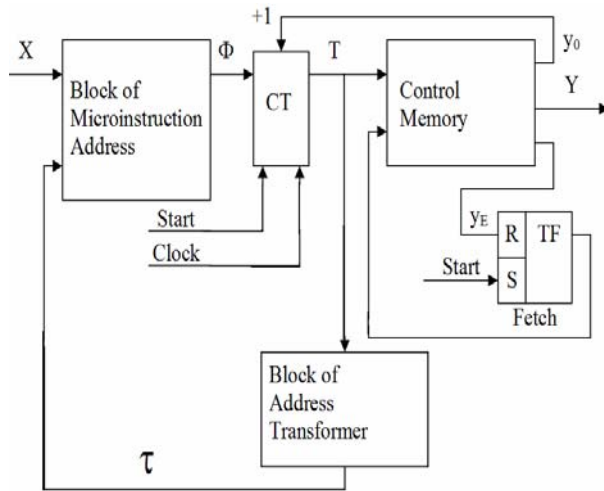 +1
X
Φ
T
y0
Y
Block of
Microinstruction
Address
CT
Control
Memory
Start
Clock
yE
R
TF
Start
S
Fetch
Block of
Address
Transformer
τ